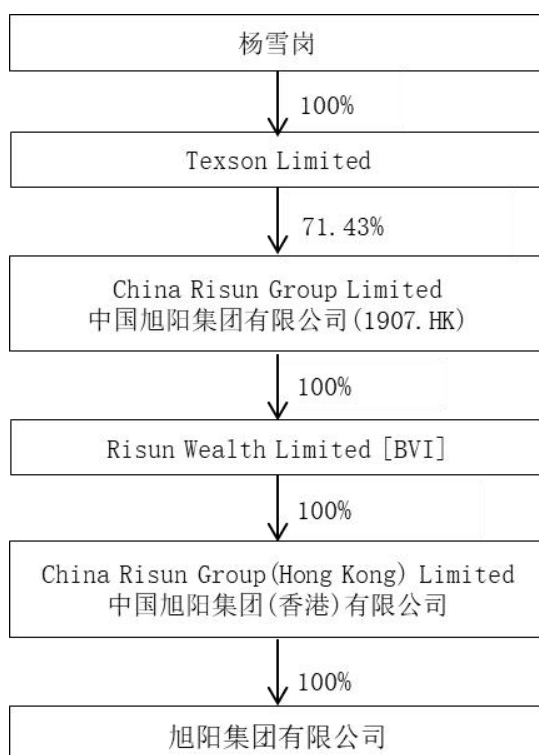 杨雪岗
100%
Texson Limited
71.43%
China Risun Group Limited
中国旭阳集团有限公司(1907.HK)
100%
Risun Wealth Limited [BVI]
100%
China Risun Group(Hong Kong) Limited
中国旭阳集团(香港)有限公司
100%
旭阳集团有限公司